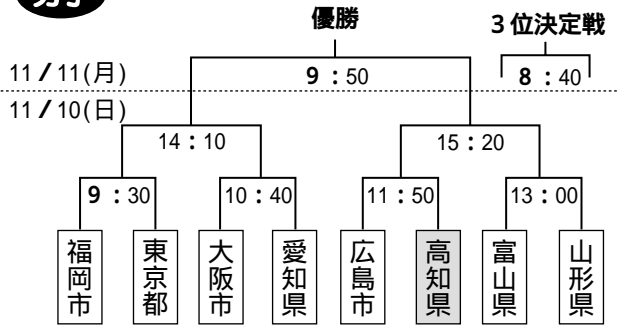 優勝
3位決定戦
11/11(月)
9:50
8:40
11/10(日)
14:10
15:20
9:30
10:40
11:50
13:00
福岡市
東京都
大阪市
愛知県
広島市
高知県
富山県
山形県